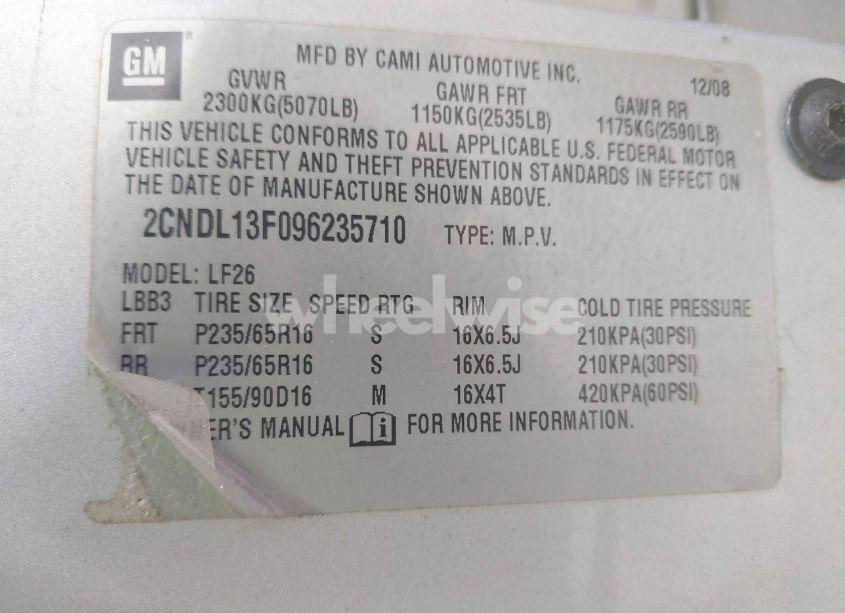 GM ®
MFD BY CAMI AUTOMOTIVE INC.
12/08
GVWR GAWR FRT GAWR RR
2300KG(5070LB) 1150KG(2535LB) 1175KG(2590LB)
THIS VEHICLE CONFORMS TO ALL APPLICABLE U.S. FEDERAL MOTOR
VEHICLE SAFETY AND THEFT PREVENTION STANDARDS IN EFFECT ON
THE DATE OF MANUFACTURE SHOWN ABOVE.
2CNDL13F096235710 TYPE: M.P.V.
MODEL: LF26
LBB3 TIRE SIZE SPEED RTG RIM COLD TIRE PRESSURE
wheelwise
FRT P235/65R16 S 16X6.5J 210KPA(30PSI)
RR P235/65R16 S 16X6.5J 210KPA(30PSI)
T155/90D16 M 16X4T 420KPA(60PSI)
NER'S MANUAL i FOR MORE INFORMATION.